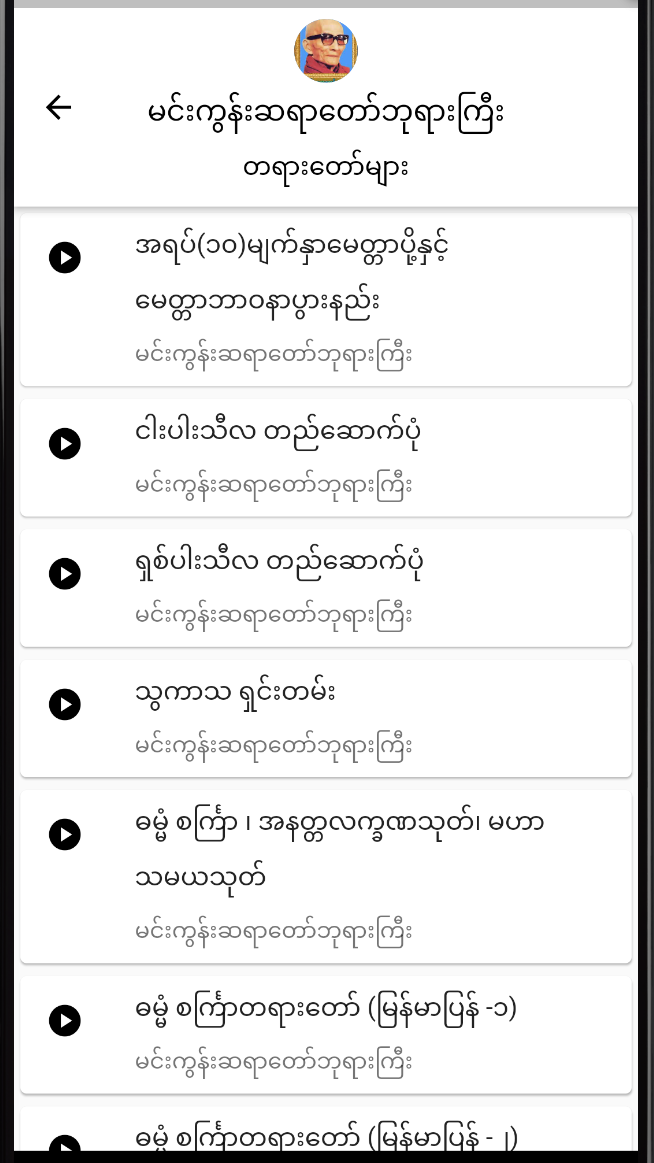 မင်းကွန်းဆရာတော်ဘုရားကြီး
တရားတော်များ
အရပ်(၁၀)မျက်နှာမေတ္တာပို့နှင့်
မေတ္တာဘာဝနာပွားနည်း
မင်းကွန်းဆရာတော်ဘုရားကြီး
ငါးပါးသီလ တည်ဆောက်ပုံ
မင်းကွန်းဆရာတော်ဘုရားကြီး
ရှစ်ပါးသီလ တည်ဆောက်ပုံ
မင်းကွန်းဆရာတော်ဘုရားကြီး
သွကာသ ရှင်းတမ်း
မင်းကွန်းဆရာတော်ဘုရားကြီး
ဓမ္မံ စင်္ကြာ ၊ အနတ္တလက္ခဏသုတ်၊ မဟာ
သမယသုတ်
မင်းကွန်းဆရာတော်ဘုရားကြီး
ဓမ္မံ စင်္ကြာတရားတော် (မြန်မာပြန် -၁)
မင်းကွန်းဆရာတော်ဘုရားကြီး
ဓမ္မံ စင်္ကြာတရားတော် (မြန်မာပြန် - ၂)